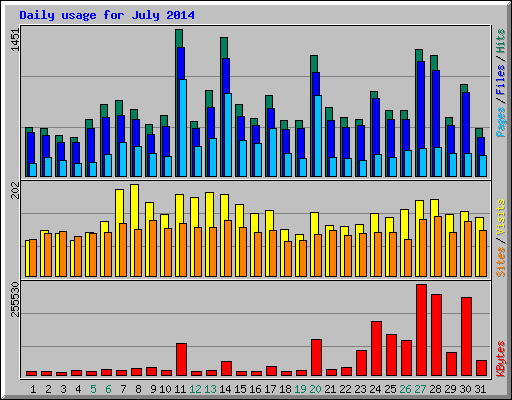 Daily usage for July 2014
1451
Pages / Files / Hits
202
Sites / Visits
255530
KBytes
1 2 3 4 5 6 7 8 9 10 11 12 13 14 15 16 17 18 19 20 21 22 23 24 25 26 27 28 29 30 31